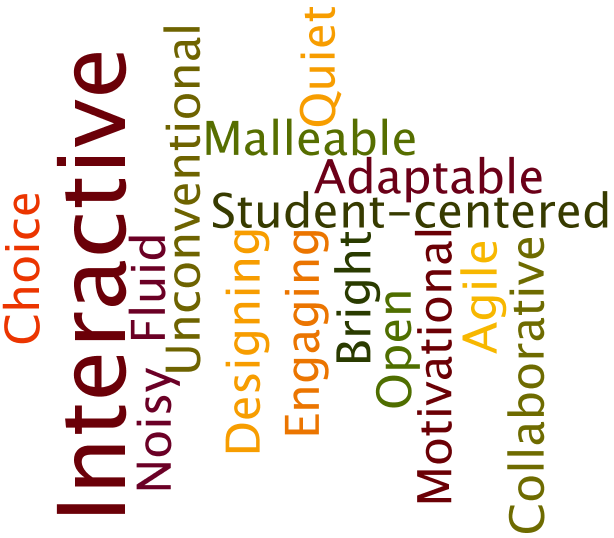 Choice
Interactive
Noisy
Fluid
Unconventional
Quiet
Malleable
Adaptable
Student-centered
Designing
Engaging
Bright
Open
Motivational
Agile
Collaborative